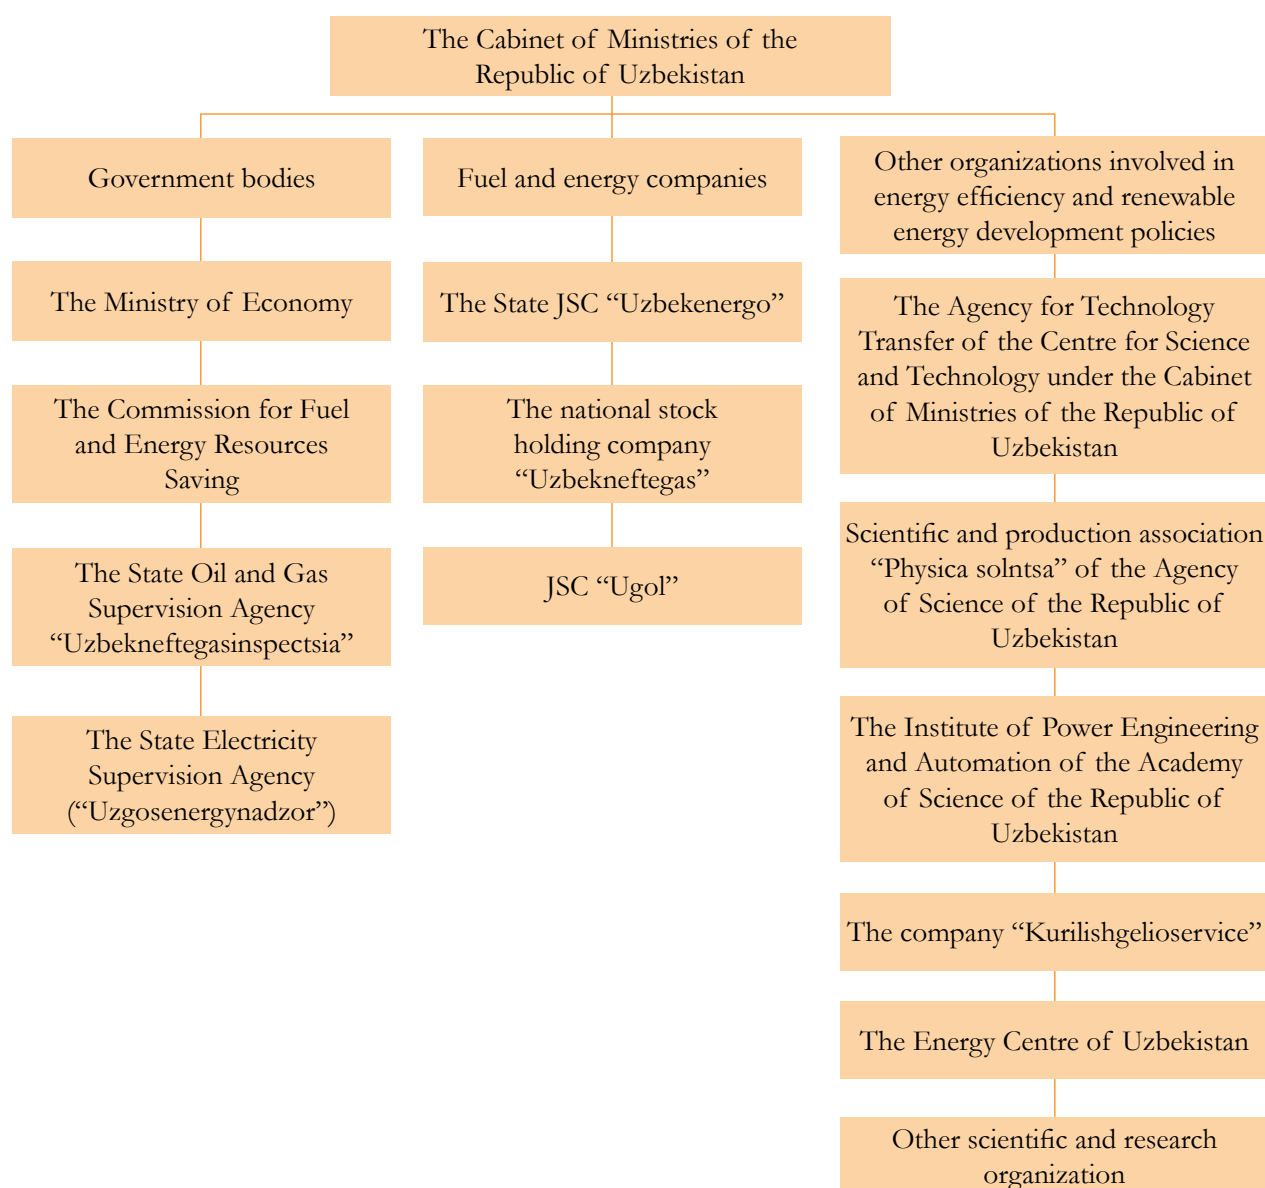 The Cabinet of Ministries of the
Republic of Uzbekistan
Government bodies
The Ministry of Economy
The Commission for Fuel
and Energy Resources
Saving
The State Oil and Gas
Supervision Agency
“Uzbekneftegasinspectsia”
The State Electricity
Supervision Agency
(“Uzgosenergynadzor”)
Fuel and energy companies
The State JSC “Uzbekenergo”
The national stock
holding company
“Uzbekneftegas”
JSC “Ugol”
Other organizations involved in
energy efficiency and renewable
energy development policies
The Agency for Technology
Transfer of the Centre for Science
and Technology under the Cabinet
of Ministries of the Republic of
Uzbekistan
Scientific and production association
“Physica solntsa” of the Agency
of Science of the Republic of
Uzbekistan
The Institute of Power Engineering
and Automation of the Academy
of Science of the Republic of
Uzbekistan
The company “Kurilishgelioservice”
The Energy Centre of Uzbekistan
Other scientific and research
organization